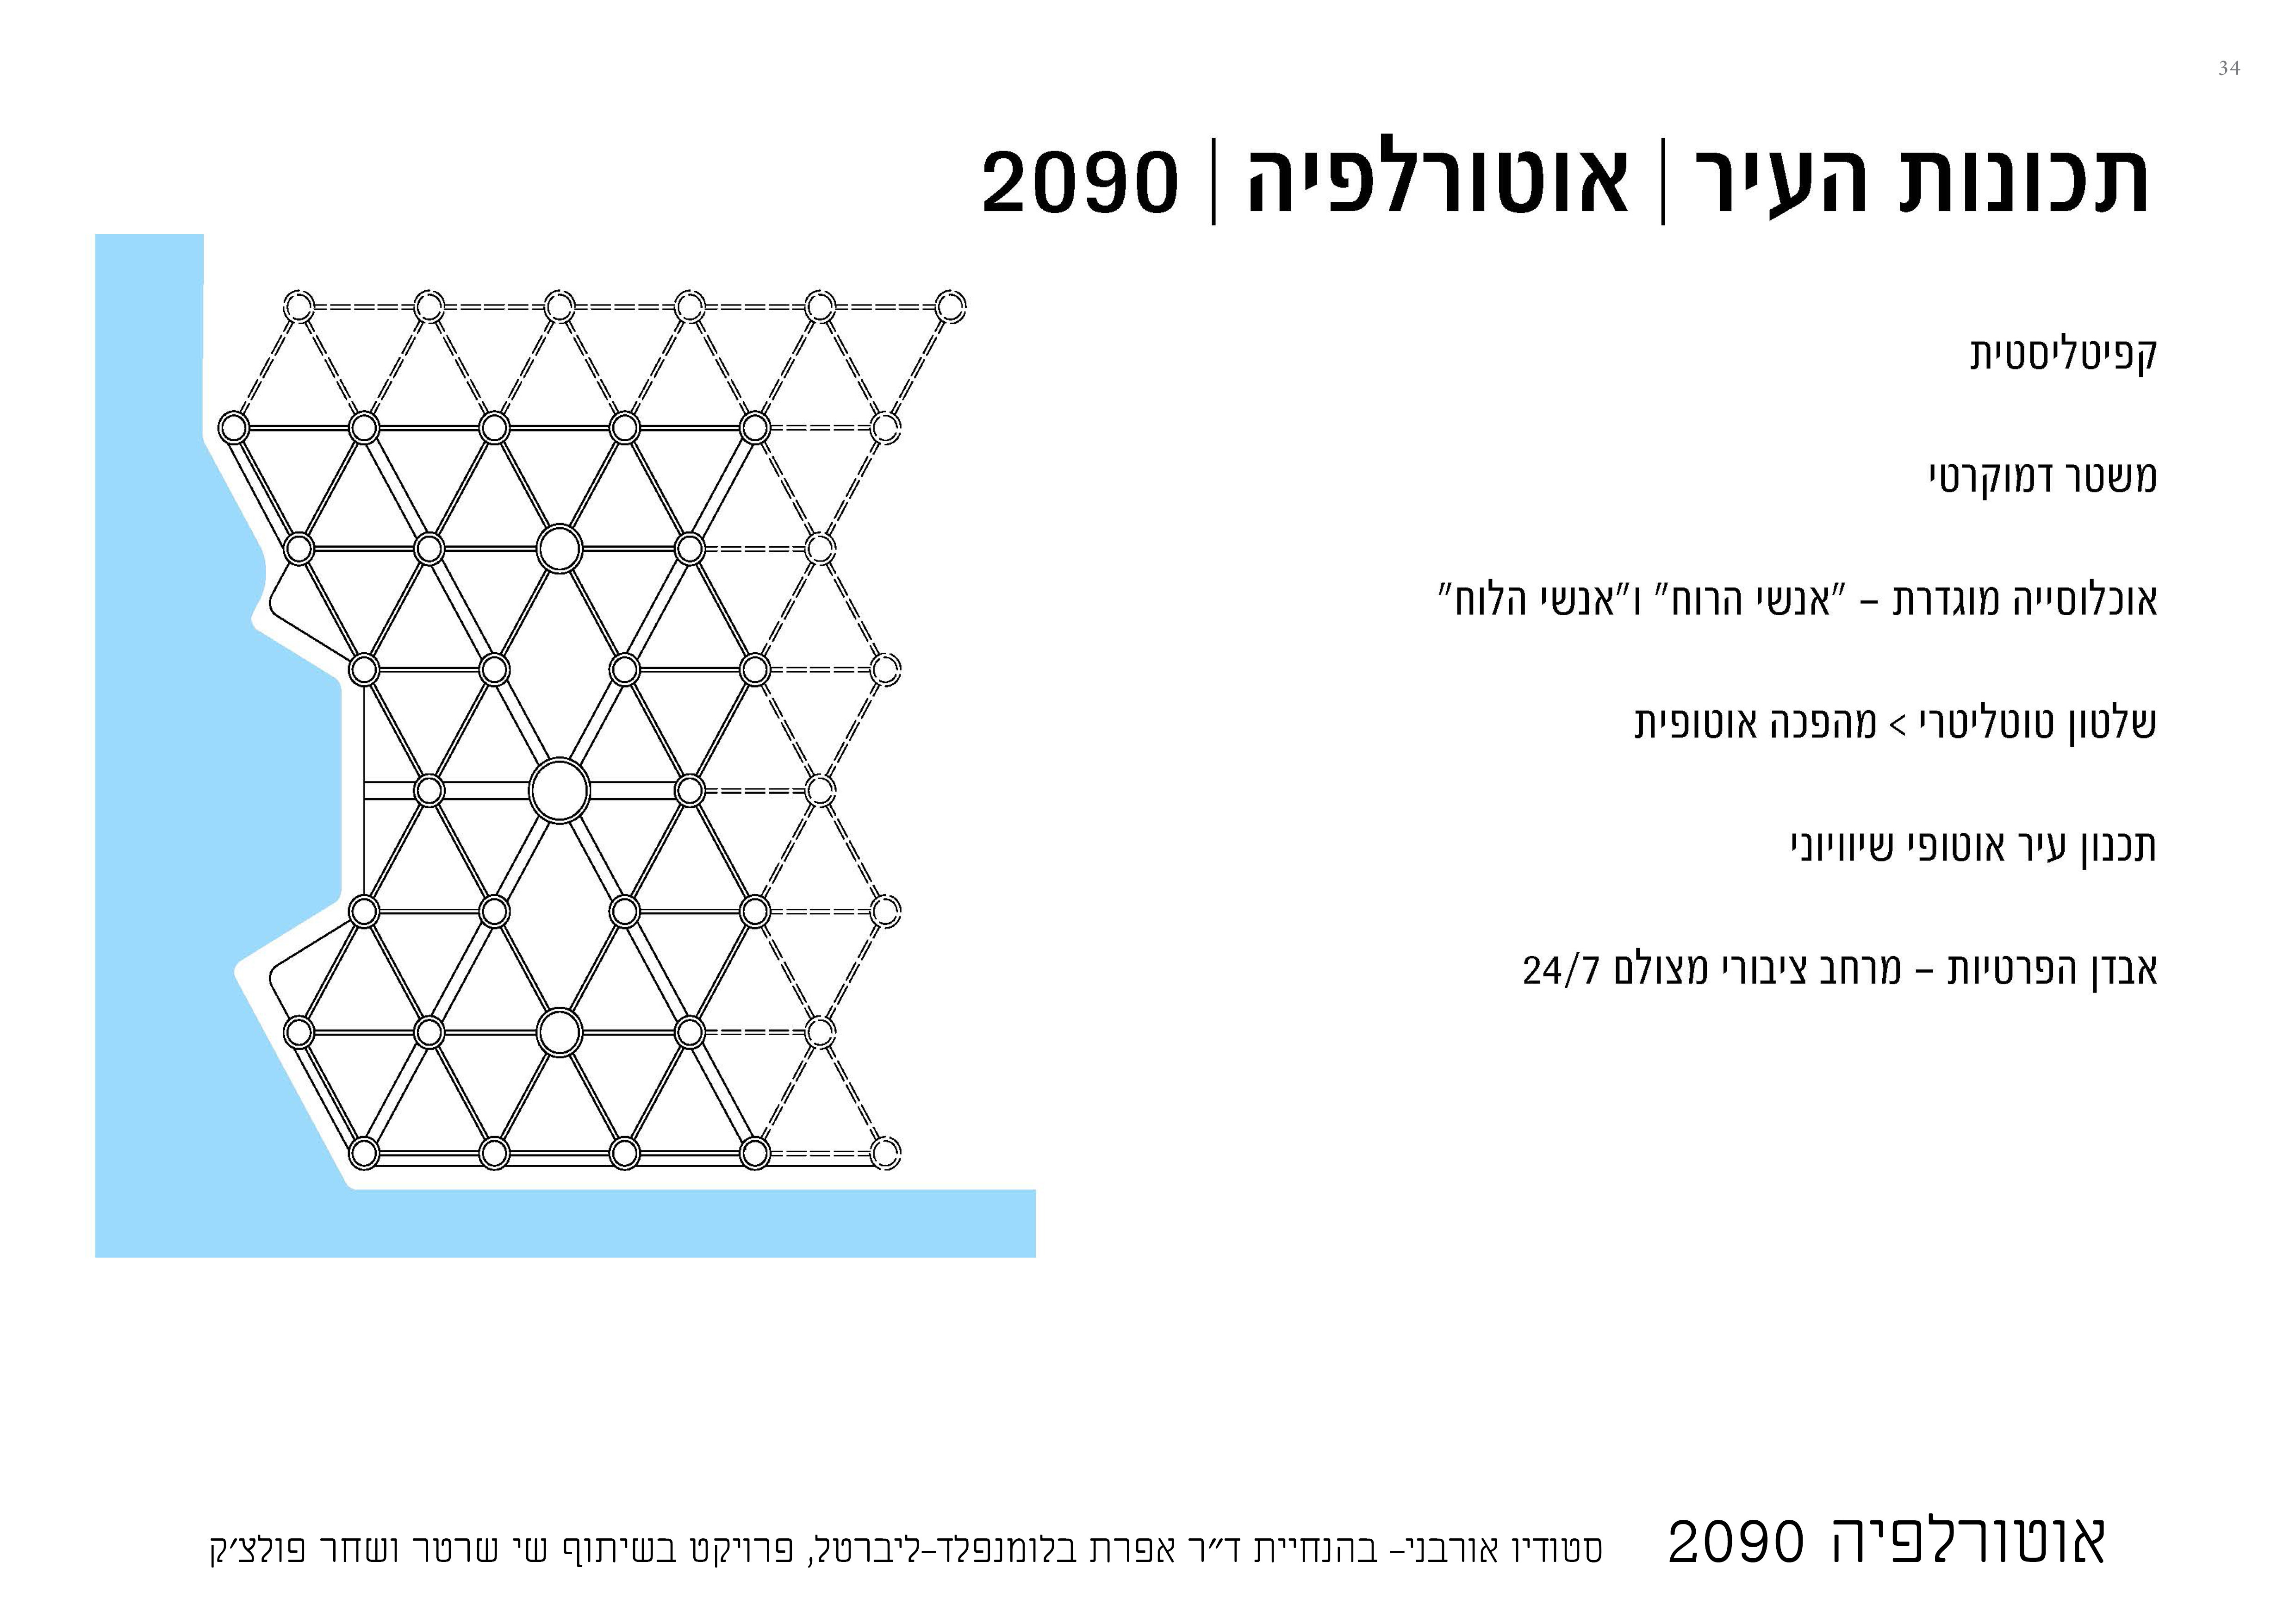 34
תכונות העיר | אוטורלפיה | 2090
קפיטליסטית
משטר דמוקרטי
אוכלוסייה מוגדרת – "אנשי הרוח" ו"אנשי הלוח"
שלטון טוטליטרי > מהפכה אוטופית
תכנון עיר אוטופי שיוויוני
אבדן הפרטיות – מרחב ציבורי מצולם 24/7
אוטורלפיה 2090
סטודיו אורבני– בהנחיית ד״ר אפרת בלומנפלד–ליברטל, פרויקט בשיתוף שי שרטר ושחר פולצ׳ק